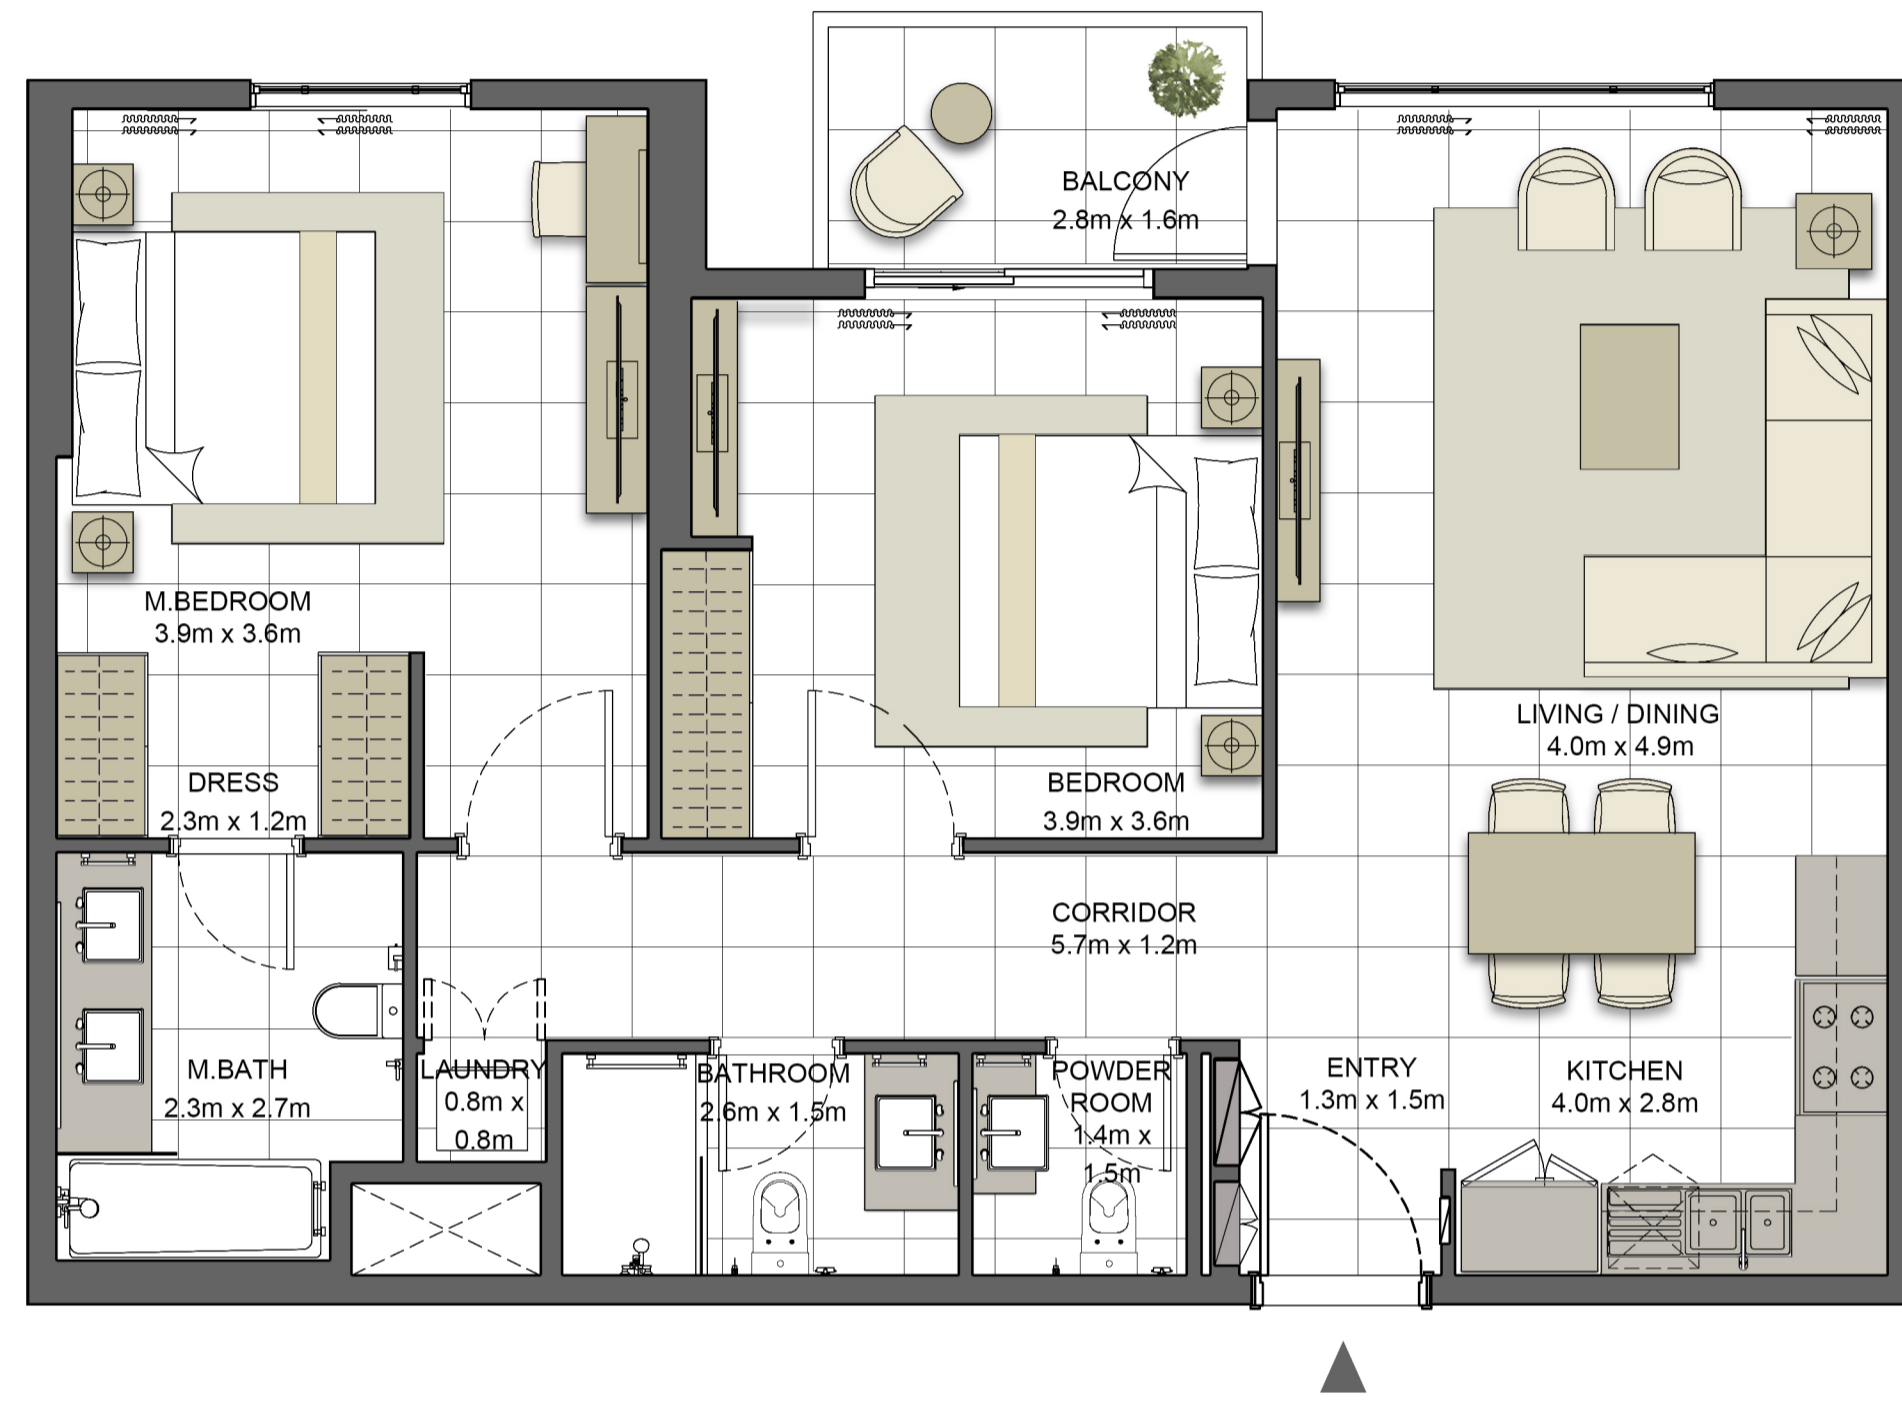 BALCONY
2.8m x 1.6m
M.BEDROOM
3.9m x 3.6m
DRESS
2.3m x 1.2m
BEDROOM
3.9m x 3.6m
LIVING / DINING
4.0m x 4.9m
CORRIDOR
5.7m x 1.2m
M.BATH
2.3m x 2.7m
LAUNDRY
0.8m x
0.8m
BATHROOM
2.6m x 1.5m
POWDER
ROOM
1.4m x
1.5m
ENTRY
1.3m x 1.5m
KITCHEN
4.0m x 2.8m